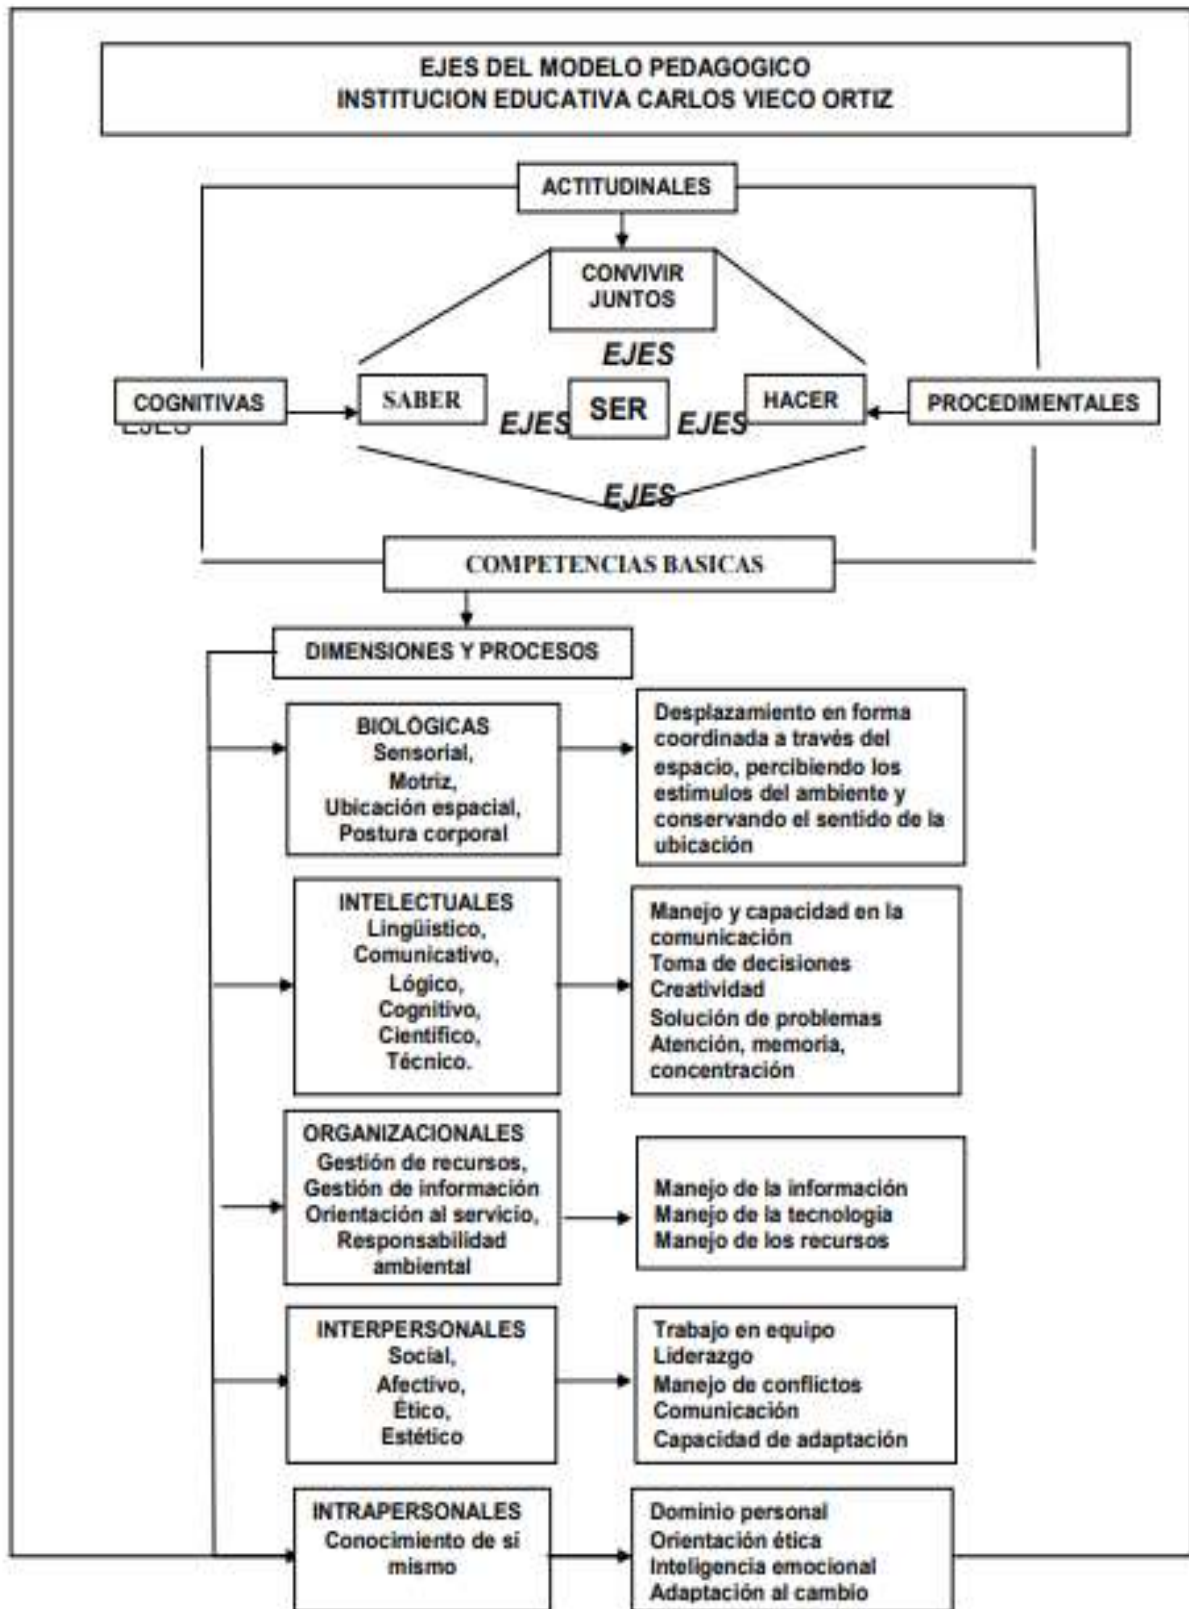 EJES DEL MODELO PEDAGOGICO
INSTITUCION EDUCATIVA CARLOS VIECO ORTIZ
ACTITUDINALES
CONVIVIR
JUNTOS
EJES
COGNITIVAS
SABER
SER
HACER
PROCEDIMENTALES
EJES
EJES
EJES
EJES
COMPETENCIAS BASICAS
DIMENSIONES Y PROCESOS
BIOLÓGICAS
Sensorial,
Motriz,
Ubicación espacial,
Postura corporal
Desplazamiento en forma
coordinada a través del
espacio, percibiendo los
estímulos del ambiente y
conservando el sentido de la
ubicación
INTELECTUALES
Lingüístico,
Comunicativo,
Lógico,
Cognitivo,
Científico,
Técnico.
Manejo y capacidad en la
comunicación
Toma de decisiones
Creatividad
Solución de problemas
Atención, memoria,
concentración
ORGANIZACIONALES
Gestión de recursos,
Gestión de información
Orientación al servicio,
Responsabilidad
ambiental
Manejo de la información
Manejo de la tecnología
Manejo de los recursos
INTERPERSONALES
Social,
Afectivo,
Ético,
Estético
Trabajo en equipo
Liderazgo
Manejo de conflictos
Comunicación
Capacidad de adaptación
INTRAPERSONALES
Conocimiento de sí
mismo
Dominio personal
Orientación ética
Inteligencia emocional
Adaptación al cambio